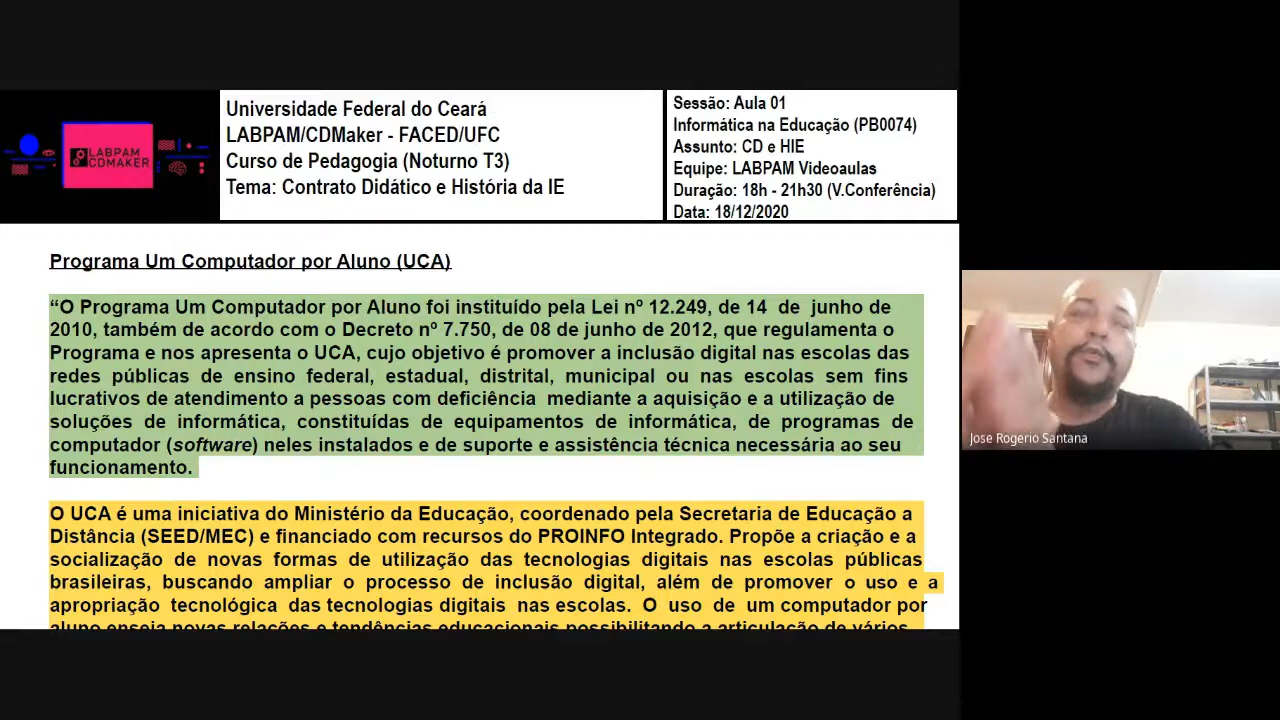 LABPAM
CDMAKER
Universidade Federal do Ceará
LABPAM/CDMaker - FACED/UFC
Curso de Pedagogia (Noturno T3)
Tema: Contrato Didático e História da IE
Sessão: Aula 01
Informática na Educação (PB0074)
Assunto: CD e HIE
Equipe: LABPAM Videoaulas
Duração: 18h - 21h30 (V.Conferência)
Data: 18/12/2020
Programa Um Computador por Aluno (UCA)
“O Programa Um Computador por Aluno foi instituído pela Lei nº 12.249, de 14 de junho de
2010, também de acordo com o Decreto nº 7.750, de 08 de junho de 2012, que regulamenta o
Programa e nos apresenta o UCA, cujo objetivo é promover a inclusão digital nas escolas das
redes públicas de ensino federal, estadual, distrital, municipal ou nas escolas sem fins
lucrativos de atendimento a pessoas com deficiência mediante a aquisição e a utilização de
soluções de informática, constituídas de equipamentos de informática, de programas de
computador (software) neles instalados e de suporte e assistência técnica necessária ao seu
funcionamento.
O UCA é uma iniciativa do Ministério da Educação, coordenado pela Secretaria de Educação a
Distância (SEED/MEC) e financiado com recursos do PROINFO Integrado. Propõe a criação e a
socialização de novas formas de utilização das tecnologias digitais nas escolas públicas
brasileiras, buscando ampliar o processo de inclusão digital, além de promover o uso e a
apropriação tecnológica das tecnologias digitais nas escolas. O uso de um computador por
aluno enseja novas relações e tendências educacionais possibilitando a articulação de vários
Jose Rogerio Santana